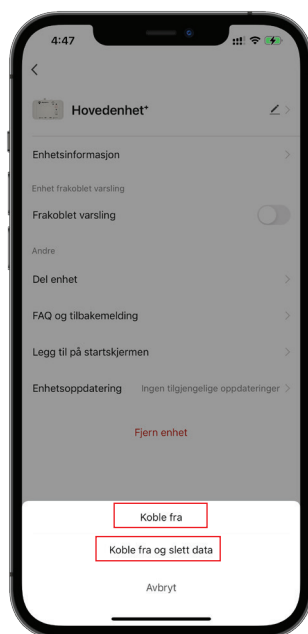 4:47
Hovedenhet⁺
Enhetsinformasjon
Enhet frakoblet varsling
Frakoblet varsling
Andre
Del enhet
FAQ og tilbakemelding
Legg til på startskjermen
Enhetsoppdatering Ingen tilgjengelige oppdateringer
Fjern enhet
Koble fra
Koble fra og slett data
Avbryt